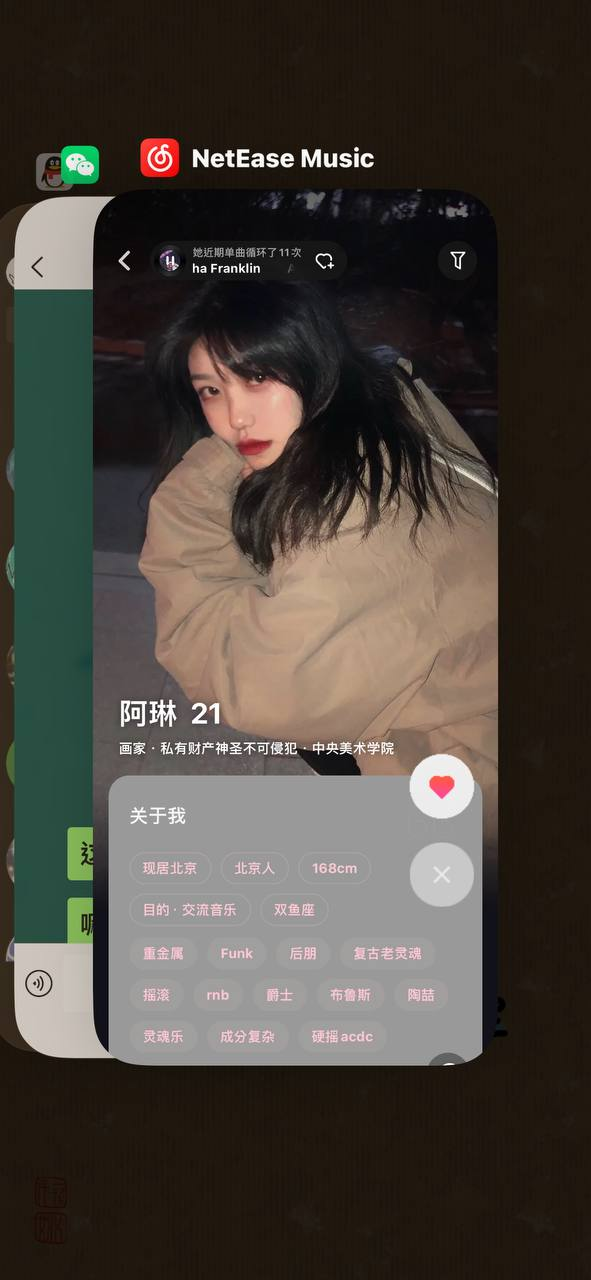 NetEase Music
她近期单曲循环了11次
ha Franklin
阿琳 21
画家 · 私有财产神圣不可侵犯 · 中央美术学院
关于我
现居北京 北京人 168cm
目的 · 交流音乐 双鱼座
重金属 Funk 后朋 复古老灵魂
摇滚 rnb 爵士 布鲁斯 陶喆
灵魂乐 成分复杂 硬摇acdc